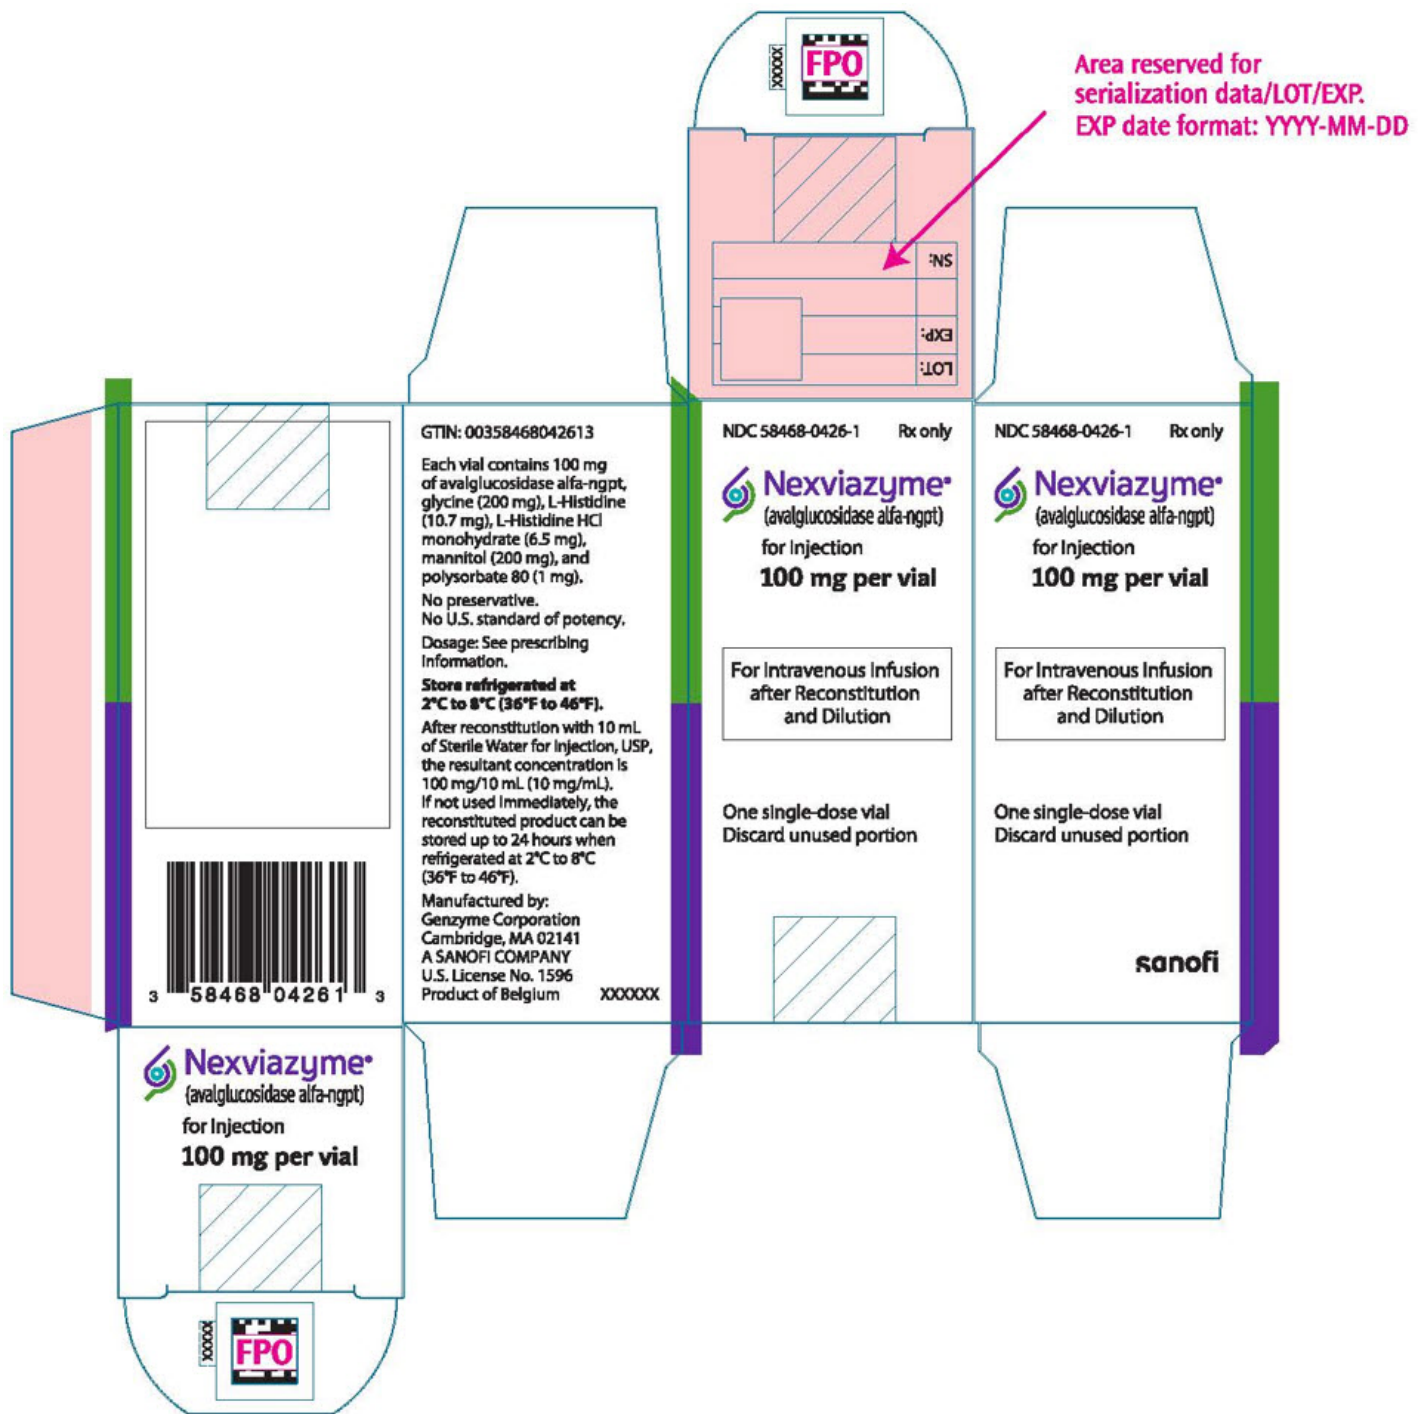 FPO
XXXXX
Area reserved for
serialization data/LOT/EXP.
EXP date format: YYYY-MM-DD
SN:
EXP:
LOT:
3 58468 04261 3
GTIN: 00358468042613
Each vial contains 100 mg
of avalglucosidase alfa-ngpt,
glycine (200 mg), L-Histidine
(10.7 mg), L-Histidine HCl
monohydrate (6.5 mg),
mannitol (200 mg), and
polysorbate 80 (1 mg).
No preservative.
No U.S. standard of potency.
Dosage: See prescribing
information.
Store refrigerated at
2°C to 8°C (36°F to 46°F).
After reconstitution with 10 mL
of Sterile Water for Injection, USP,
the resultant concentration is
100 mg/10 mL (10 mg/mL).
If not used immediately, the
reconstituted product can be
stored up to 24 hours when
refrigerated at 2°C to 8°C
(36°F to 46°F).
Manufactured by:
Genzyme Corporation
Cambridge, MA 02141
A SANOFI COMPANY
U.S. License No. 1596
Product of Belgium XXXXXX
NDC 58468-0426-1 Rx only
Nexviazyme®
(avalglucosidase alfa-ngpt)
for Injection
100 mg per vial
For Intravenous Infusion
after Reconstitution
and Dilution
One single-dose vial
Discard unused portion
NDC 58468-0426-1 Rx only
Nexviazyme®
(avalglucosidase alfa-ngpt)
for Injection
100 mg per vial
For Intravenous Infusion
after Reconstitution
and Dilution
One single-dose vial
Discard unused portion
sanofi
Nexviazyme®
(avalglucosidase alfa-ngpt)
for Injection
100 mg per vial
XXXXX
FPO